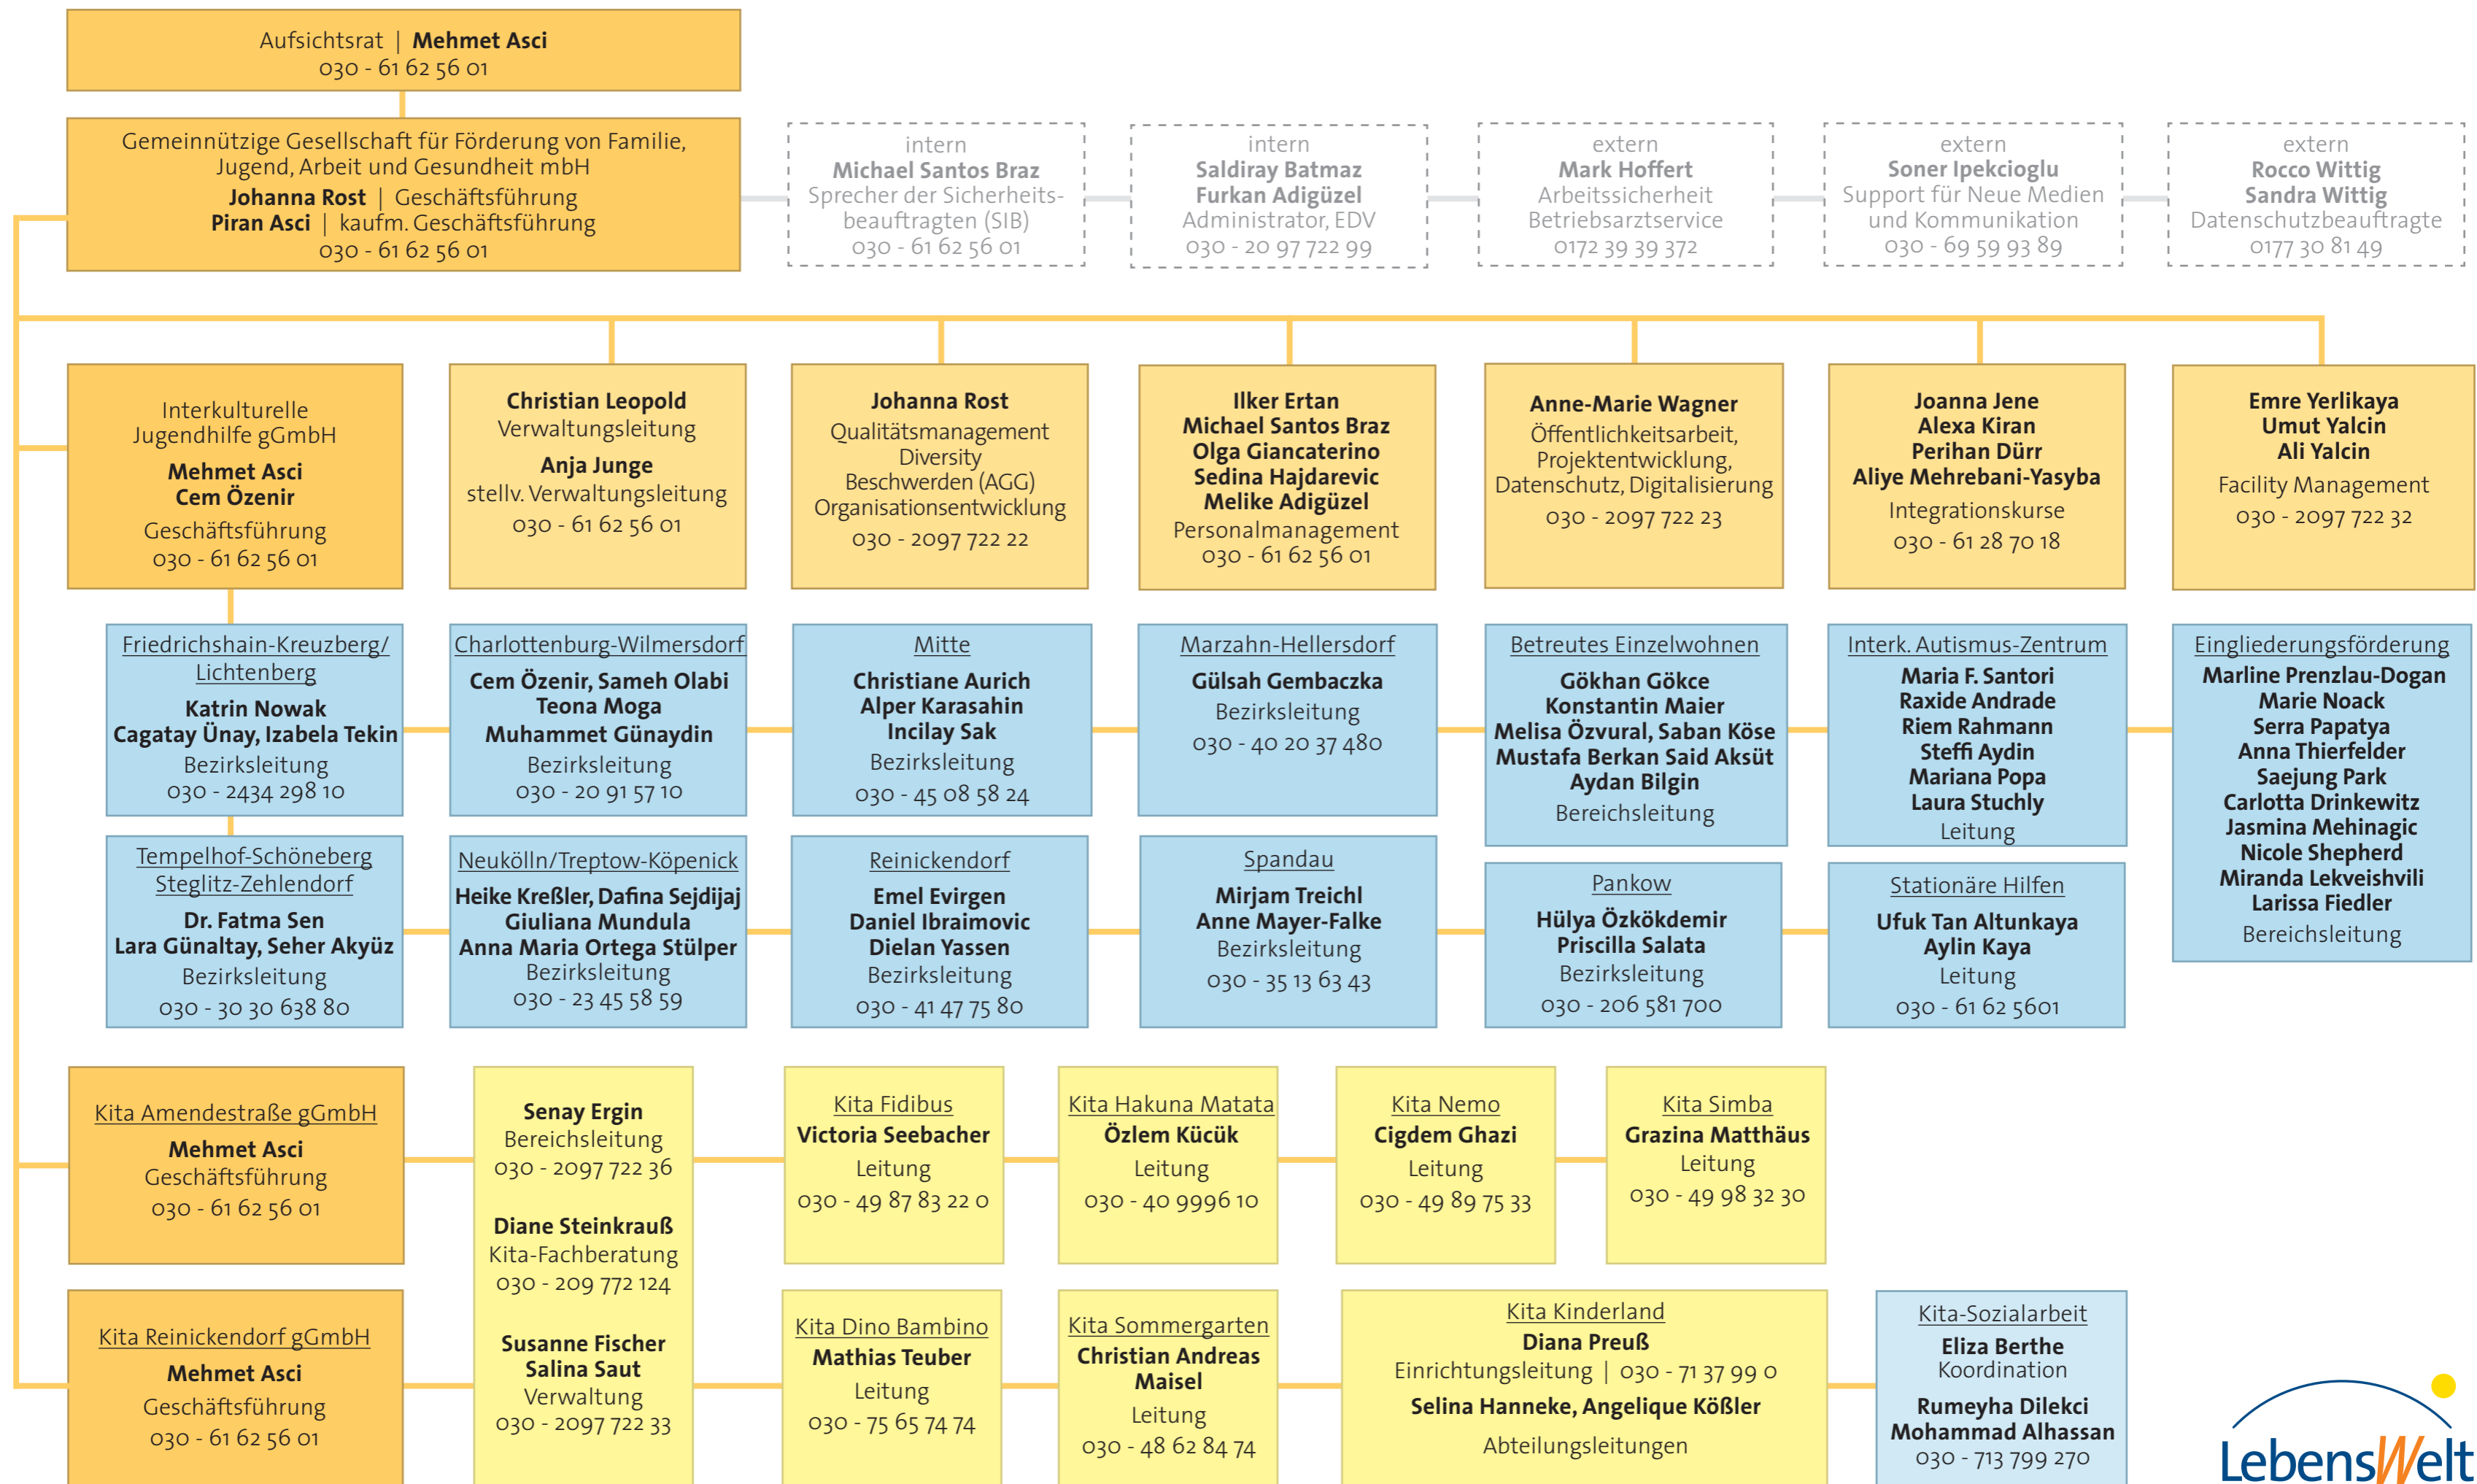 Aufsichtsrat | Mehmet Asci
030 - 61 62 56 01
Gemeinnützige Gesellschaft für Förderung von Familie,
Jugend, Arbeit und Gesundheit mbH
Johanna Rost | Geschäftsführung
Piran Asci | kaufm. Geschäftsführung
030 - 61 62 56 01
intern
Michael Santos Braz
Sprecher der Sicherheits-
beauftragten (SIB)
030 - 61 62 56 01
intern
Saldiray Batmaz
Furkan Adigüzel
Administrator, EDV
030 - 20 97 722 99
extern
Mark Hoffert
Arbeitssicherheit
Betriebsarztservice
0172 39 39 372
extern
Soner Ipekcioglu
Support für Neue Medien
und Kommunikation
030 - 69 59 93 89
extern
Rocco Wittig
Sandra Wittig
Datenschutzbeauftragte
0177 30 81 49
Interkulturelle
Jugendhilfe gGmbH
Mehmet Asci
Cem Özenir
Geschäftsführung
030 - 61 62 56 01
Christian Leopold
Verwaltungsleitung
Anja Junge
stellv. Verwaltungsleitung
030 - 61 62 56 01
Johanna Rost
Qualitätsmanagement
Diversity
Beschwerden (AGG)
Organisationsentwicklung
030 - 2097 722 22
Ilker Ertan
Michael Santos Braz
Olga Giancaterino
Sedina Hajdarevic
Melike Adigüzel
Personalmanagement
030 - 61 62 56 01
Anne-Marie Wagner
Öffentlichkeitsarbeit,
Projektentwicklung,
Datenschutz, Digitalisierung
030 - 2097 722 23
Joanna Jene
Alexa Kiran
Perihan Dürr
Aliye Mehrebani-Yasyba
Integrationskurse
030 - 61 28 70 18
Emre Yerlikaya
Umut Yalcin
Ali Yalcin
Facility Management
030 - 2097 722 32
Friedrichshain-Kreuzberg/
Lichtenberg
Katrin Nowak
Cagatay Ünay, Izabela Tekin
Bezirksleitung
030 - 2434 298 10
Charlottenburg-Wilmersdorf
Cem Özenir, Sameh Olabi
Teona Moga
Muhammet Günaydin
Bezirksleitung
030 - 20 91 57 10
Mitte
Christiane Aurich
Alper Karasahin
Incilay Sak
Bezirksleitung
030 - 45 08 58 24
Marzahn-Hellersdorf
Gülsah Gembaczka
Bezirksleitung
030 - 40 20 37 480
Betreutes Einzelwohnen
Gökhan Gökce
Konstantin Maier
Melisa Özvural, Saban Köse
Mustafa Berkan Said Aksüt
Aydan Bilgin
Bereichsleitung
Interk. Autismus-Zentrum
Maria F. Santori
Raxide Andrade
Riem Rahmann
Steffi Aydin
Mariana Popa
Laura Stuchly
Leitung
Eingliederungsförderung
Marline Prenzlau-Dogan
Marie Noack
Serra Papatya
Anna Thierfelder
Saejung Park
Carlotta Drinkewitz
Jasmina Mehinagic
Nicole Shepherd
Miranda Lekveishvili
Larissa Fiedler
Bereichsleitung
Tempelhof-Schöneberg
Steglitz-Zehlendorf
Dr. Fatma Sen
Lara Günaltay, Seher Akyüz
Bezirksleitung
030 - 30 30 638 80
Neukölln/Treptow-Köpenick
Heike Kreßler, Dafina Sejdijaj
Giuliana Mundula
Anna Maria Ortega Stülper
Bezirksleitung
030 - 23 45 58 59
Reinickendorf
Emel Evirgen
Daniel Ibraimovic
Dielan Yassen
Bezirksleitung
030 - 41 47 75 80
Spandau
Mirjam Treichl
Anne Mayer-Falke
Bezirksleitung
030 - 35 13 63 43
Pankow
Hülya Özkökdemir
Priscilla Salata
Bezirksleitung
030 - 206 581 700
Stationäre Hilfen
Ufuk Tan Altunkaya
Aylin Kaya
Leitung
030 - 61 62 5601
Kita Amendestraße gGmbH
Mehmet Asci
Geschäftsführung
030 - 61 62 56 01
Senay Ergin
Bereichsleitung
030 - 2097 722 36
Diane Steinkrauß
Kita-Fachberatung
030 - 209 772 124
Susanne Fischer
Salina Saut
Verwaltung
030 - 2097 722 33
Kita Fidibus
Victoria Seebacher
Leitung
030 - 49 87 83 22 0
Kita Hakuna Matata
Özlem Kücük
Leitung
030 - 40 9996 10
Kita Nemo
Cigdem Ghazi
Leitung
030 - 49 89 75 33
Kita Simba
Grazina Matthäus
Leitung
030 - 49 98 32 30
Kita Reinickendorf gGmbH
Mehmet Asci
Geschäftsführung
030 - 61 62 56 01
Kita Dino Bambino
Mathias Teuber
Leitung
030 - 75 65 74 74
Kita Sommergarten
Christian Andreas
Maisel
Leitung
030 - 48 62 84 74
Kita Kinderland
Diana Preuß
Einrichtungsleitung | 030 - 71 37 99 0
Selina Hanneke, Angelique Kößler
Abteilungsleitungen
Kita-Sozialarbeit
Eliza Berthe
Koordination
Rumeyha Dilekci
Mohammad Alhassan
030 - 713 799 270
LebensWelt